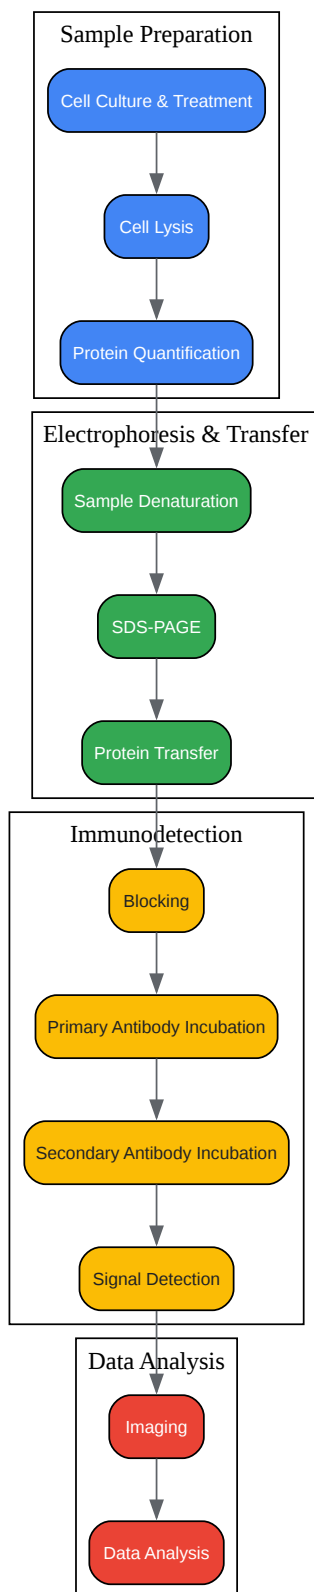 Sample Preparation
Cell Culture & Treatment
Cell Lysis
Protein Quantification
Electrophoresis & Transfer
Sample Denaturation
SDS-PAGE
Protein Transfer
Immunodetection
Blocking
Primary Antibody Incubation
Secondary Antibody Incubation
Signal Detection
Data Analysis
Imaging
Data Analysis